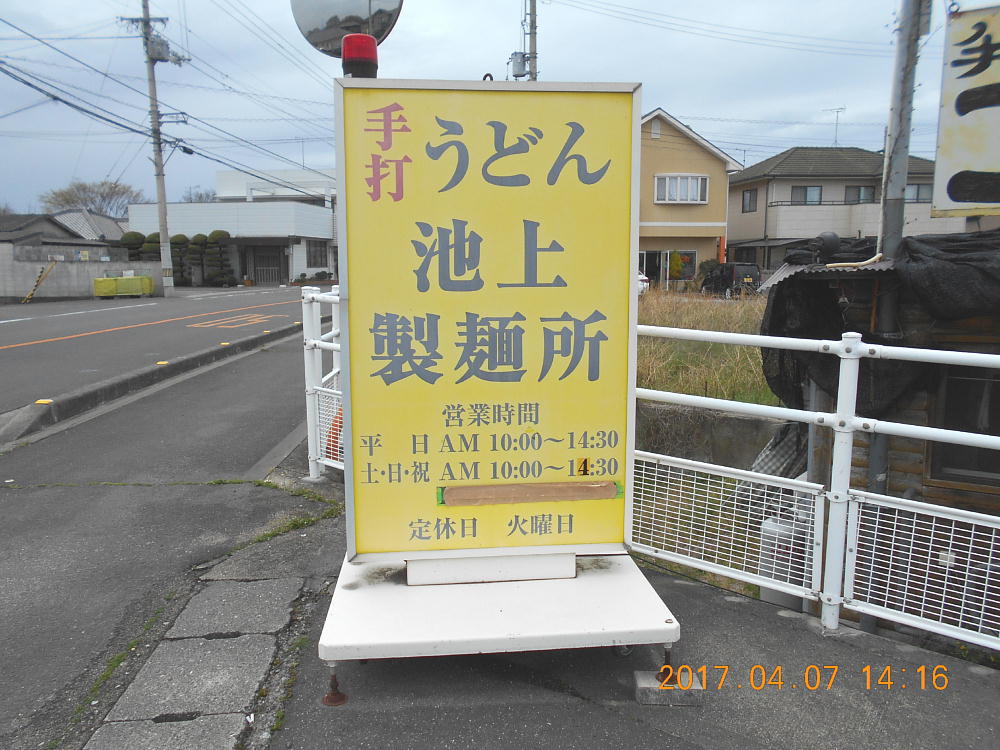 手打 うどん
池上
製麺所
営業時間
平 日 AM 10:00～14:30
土・日・祝 AM 10:00～14:30
定休日 火曜日
2017.04.07 14:16